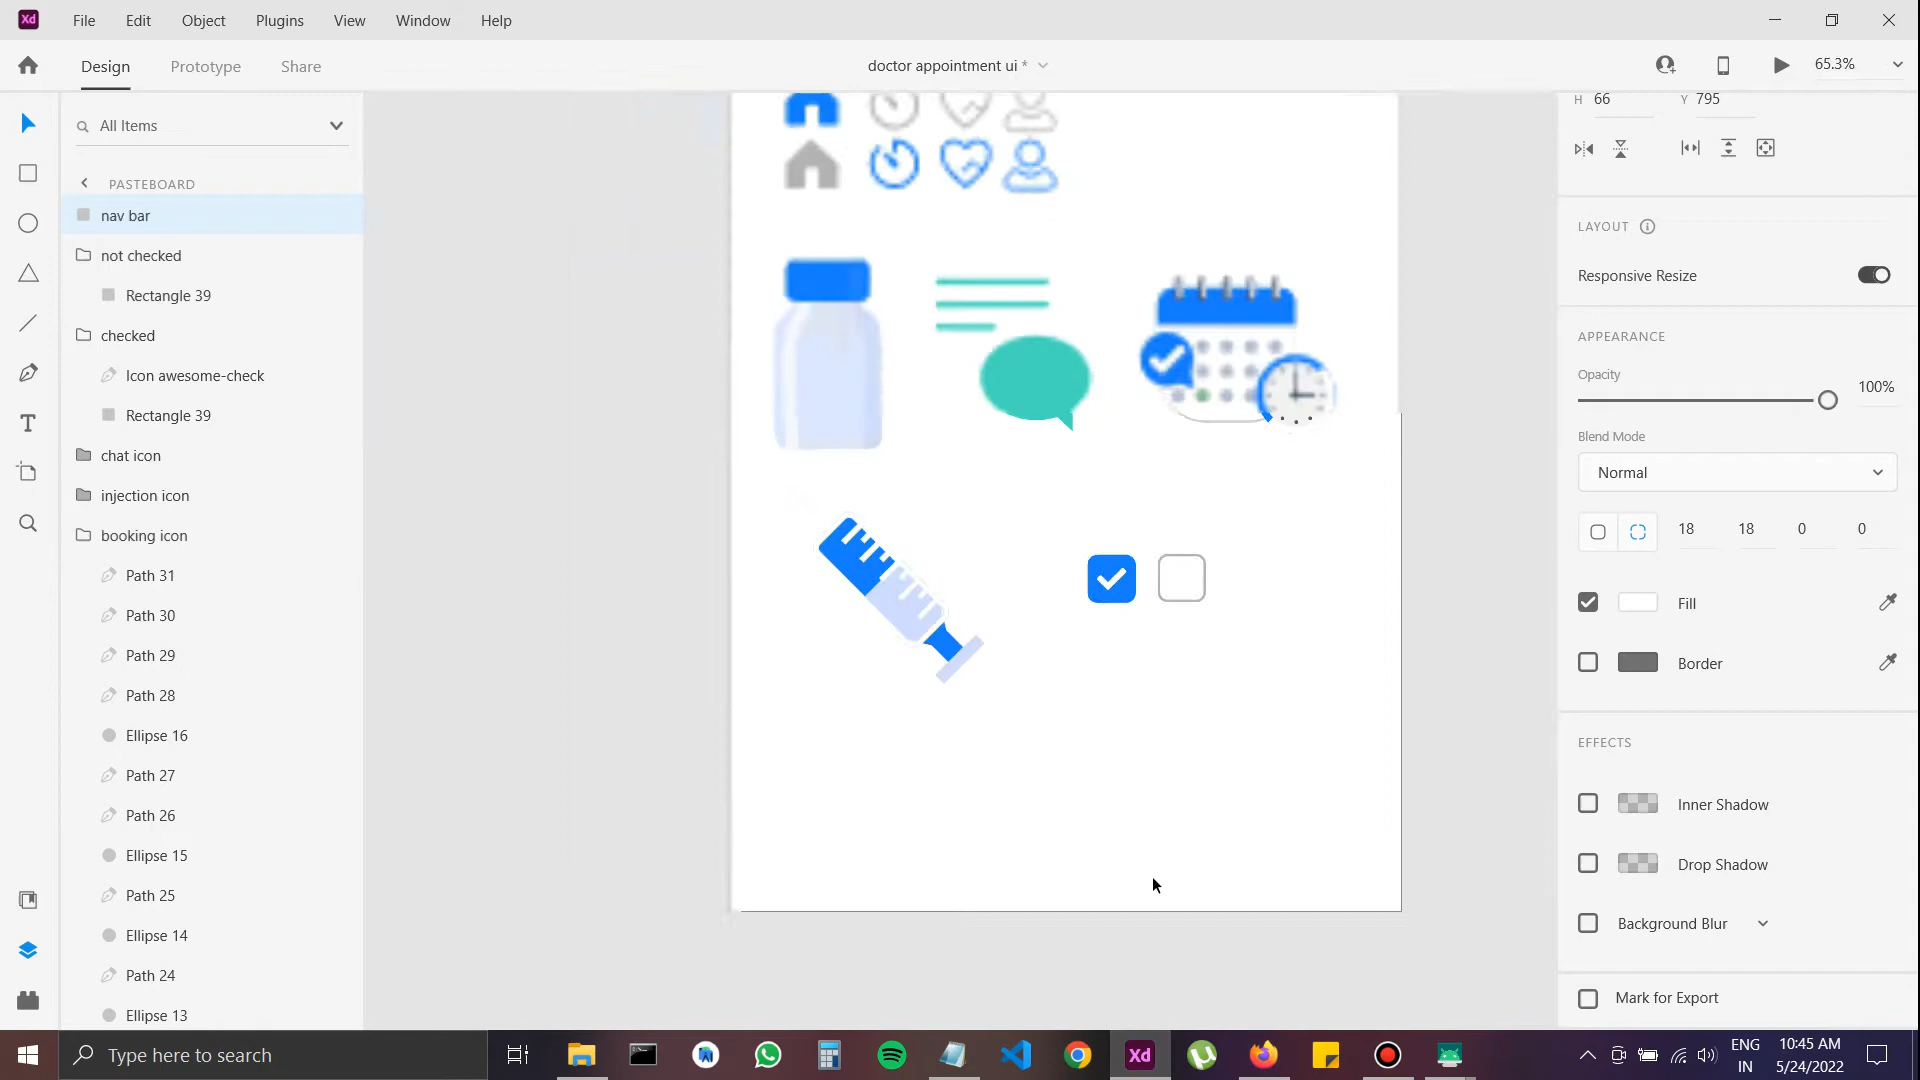 Xd File Edit Object Plugins View Window Help
Design Prototype Share doctor appointment ui * 65.3%
All Items
PASTEBOARD
nav bar
not checked
Rectangle 39
checked
Icon awesome-check
Rectangle 39
chat icon
injection icon
booking icon
Path 31
Path 30
Path 29
Path 28
Ellipse 16
Path 27
Path 26
Ellipse 15
Path 25
Ellipse 14
Path 24
Ellipse 13
H 66 Y 795
LAYOUT
Responsive Resize
APPEARANCE
Opacity
100%
Blend Mode
Normal
18 18 0 0
Fill
Border
EFFECTS
Inner Shadow
Drop Shadow
Background Blur
Mark for Export
Type here to search
Xd
ENG
IN
10:45 AM
5/24/2022